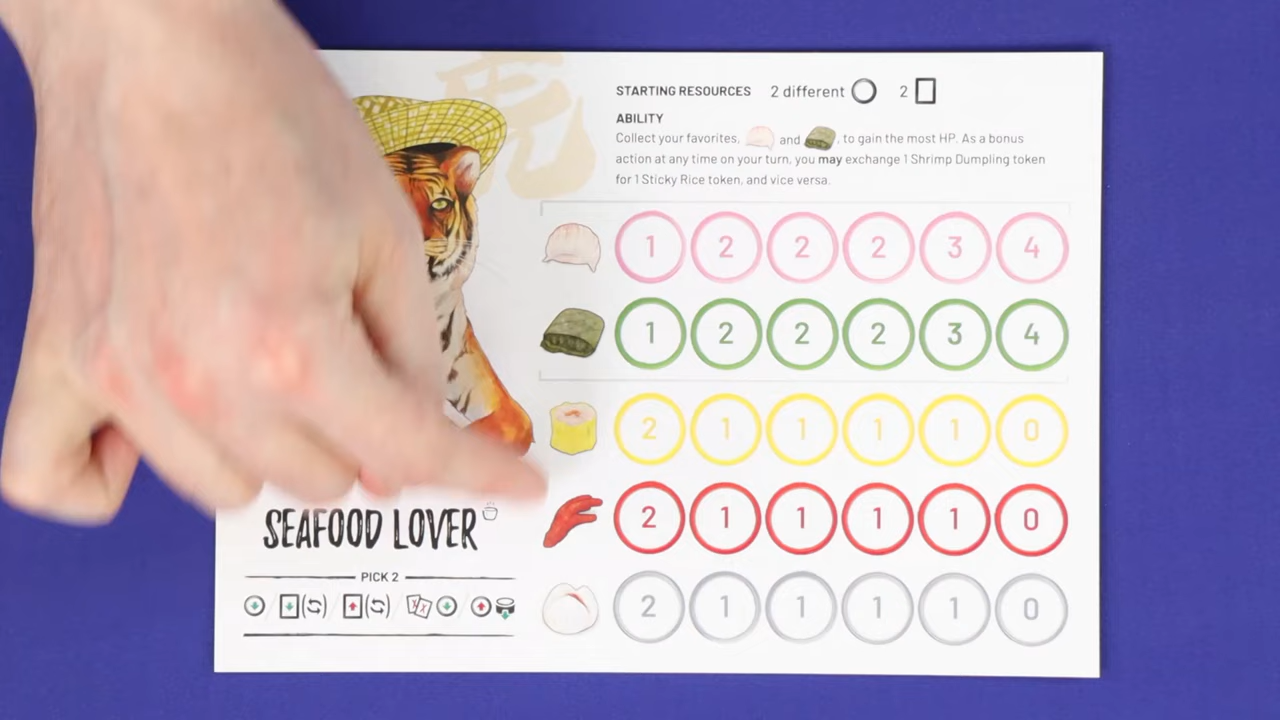 虎
STARTING RESOURCES 2 different 2
ABILITY
Collect your favorites, and , to gain the most HP. As a bonus
action at any time on your turn, you may exchange 1 Shrimp Dumpling token
for 1 Sticky Rice token, and vice versa.
1 2 2 2 3 4
1 2 2 2 3 4
2 1 1 1 1 0
2 1 1 1 1 0
2 1 1 1 1 0
SEAFOOD LOVER
PICK 2